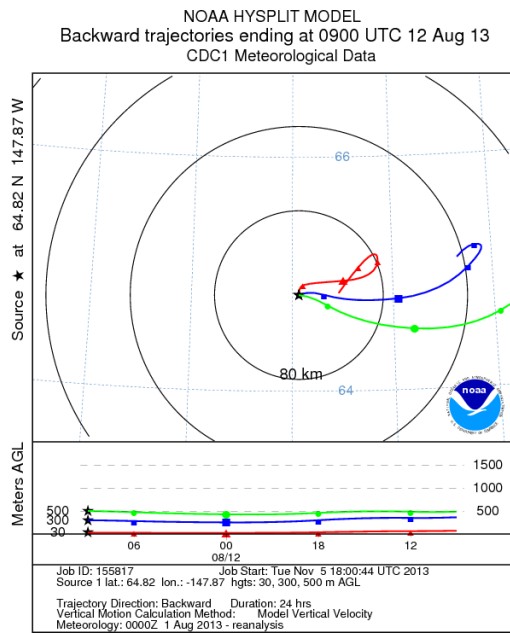 NOAA HYSPLIT MODEL
Backward trajectories ending at 0900 UTC 12 Aug 13
CDC1 Meteorological Data
Source ★ at 64.82 N 147.87 W
66
80 km
64
noaa
Meters AGL
1500
1000
500 500
300
30
06 00 18 12
08/12
Job ID: 155817 Job Start: Tue Nov 5 18:00:44 UTC 2013
Source 1 lat.: 64.82 lon.: -147.87 hgts: 30, 300, 500 m AGL
Trajectory Direction: Backward Duration: 24 hrs
Vertical Motion Calculation Method: Model Vertical Velocity
Meteorology: 0000Z 1 Aug 2013 - reanalysis